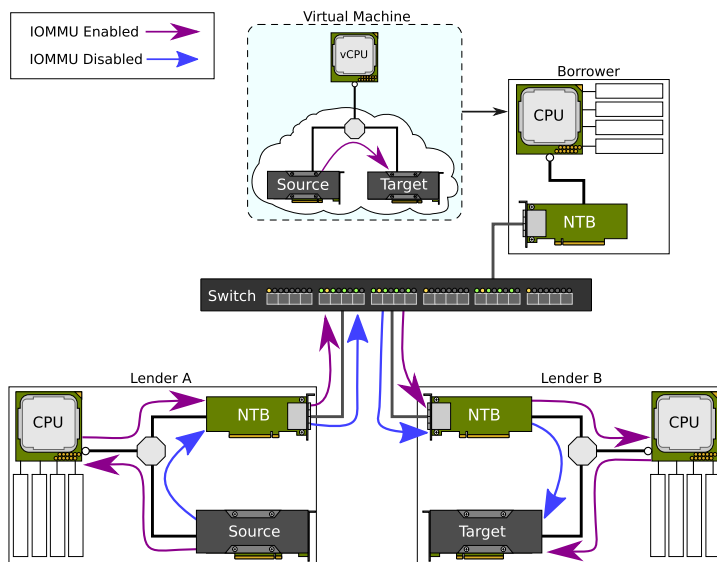 Virtual Machine
IOMMU Enabled
IOMMU Disabled
vCPU
Source
Target
Borrower
CPU
NTB
Switch
Lender A
CPU
NTB
Source
Lender B
NTB
CPU
Target